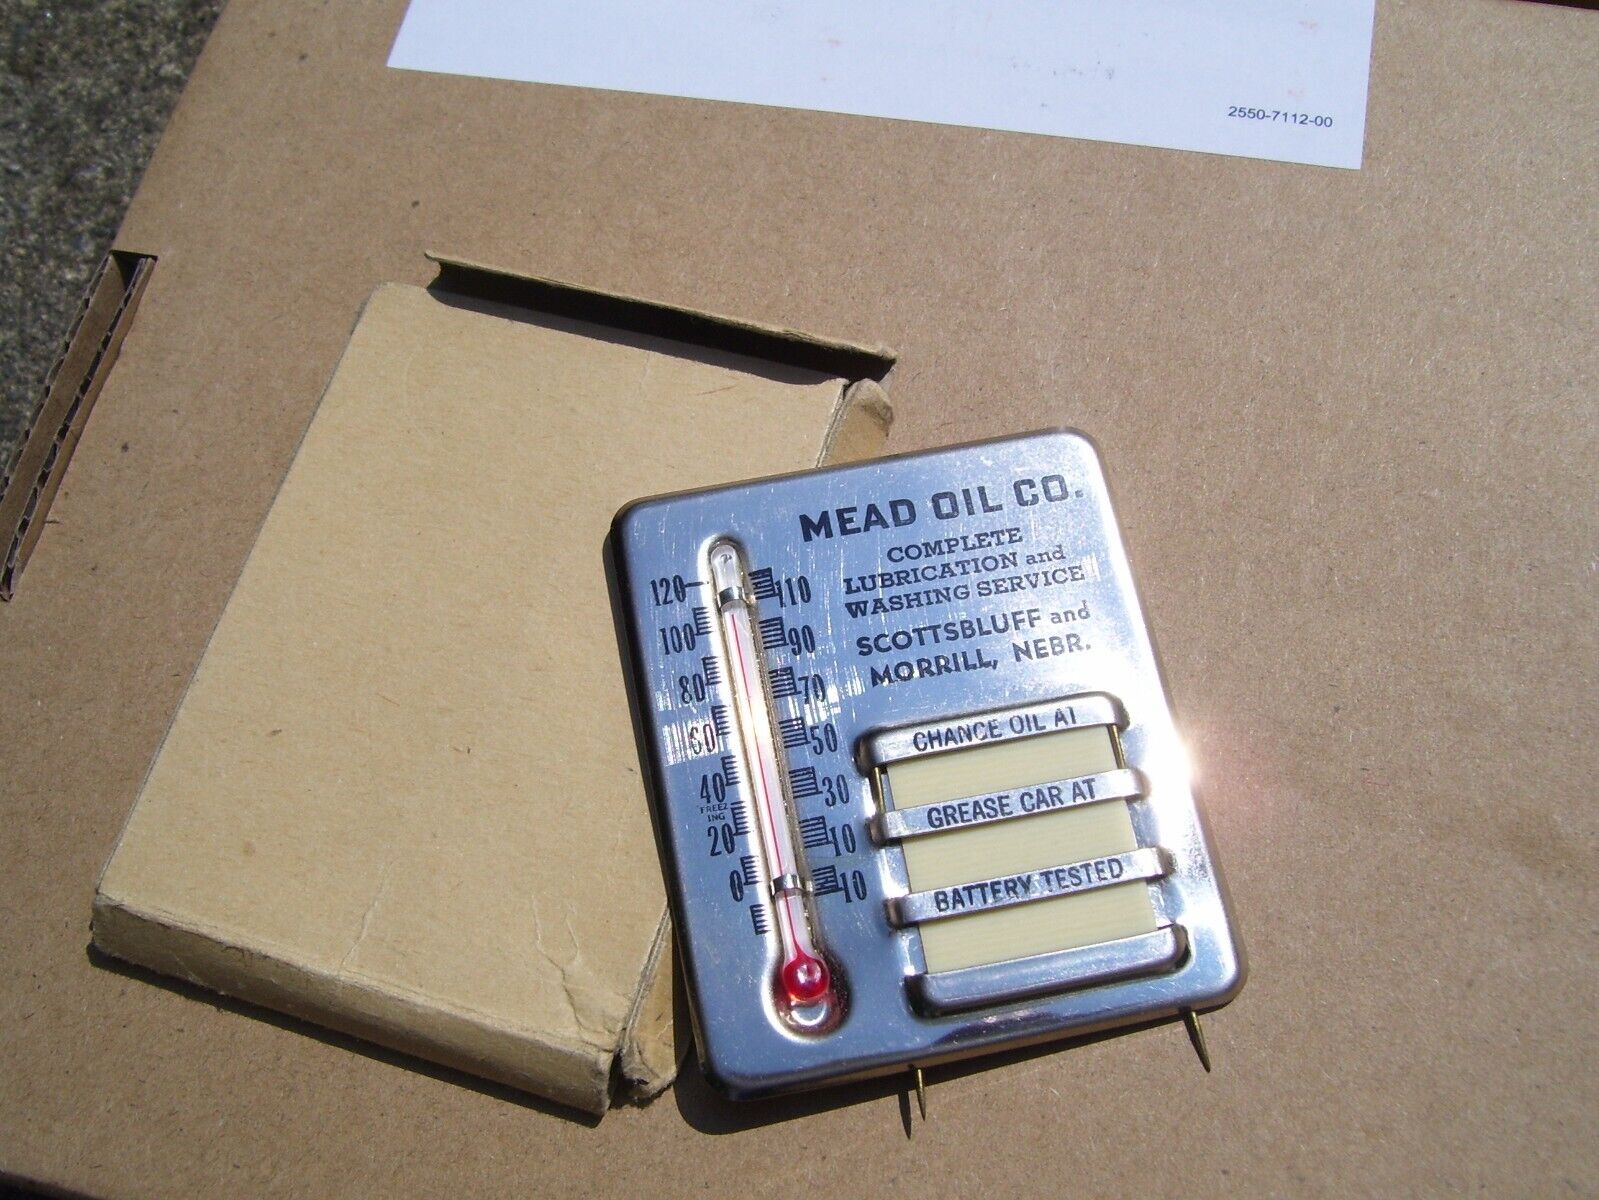 2550-7112-00
MEAD OIL CO.
COMPLETE
LUBRICATION and
WASHING SERVICE
SCOTTSBLUFF and
MORRILL, NEBR.
120 110
100 90
80 70
60 50
40 30
FREEZ
ING
20 10
0 10
CHANGE OIL AT
GREASE CAR AT
BATTERY TESTED